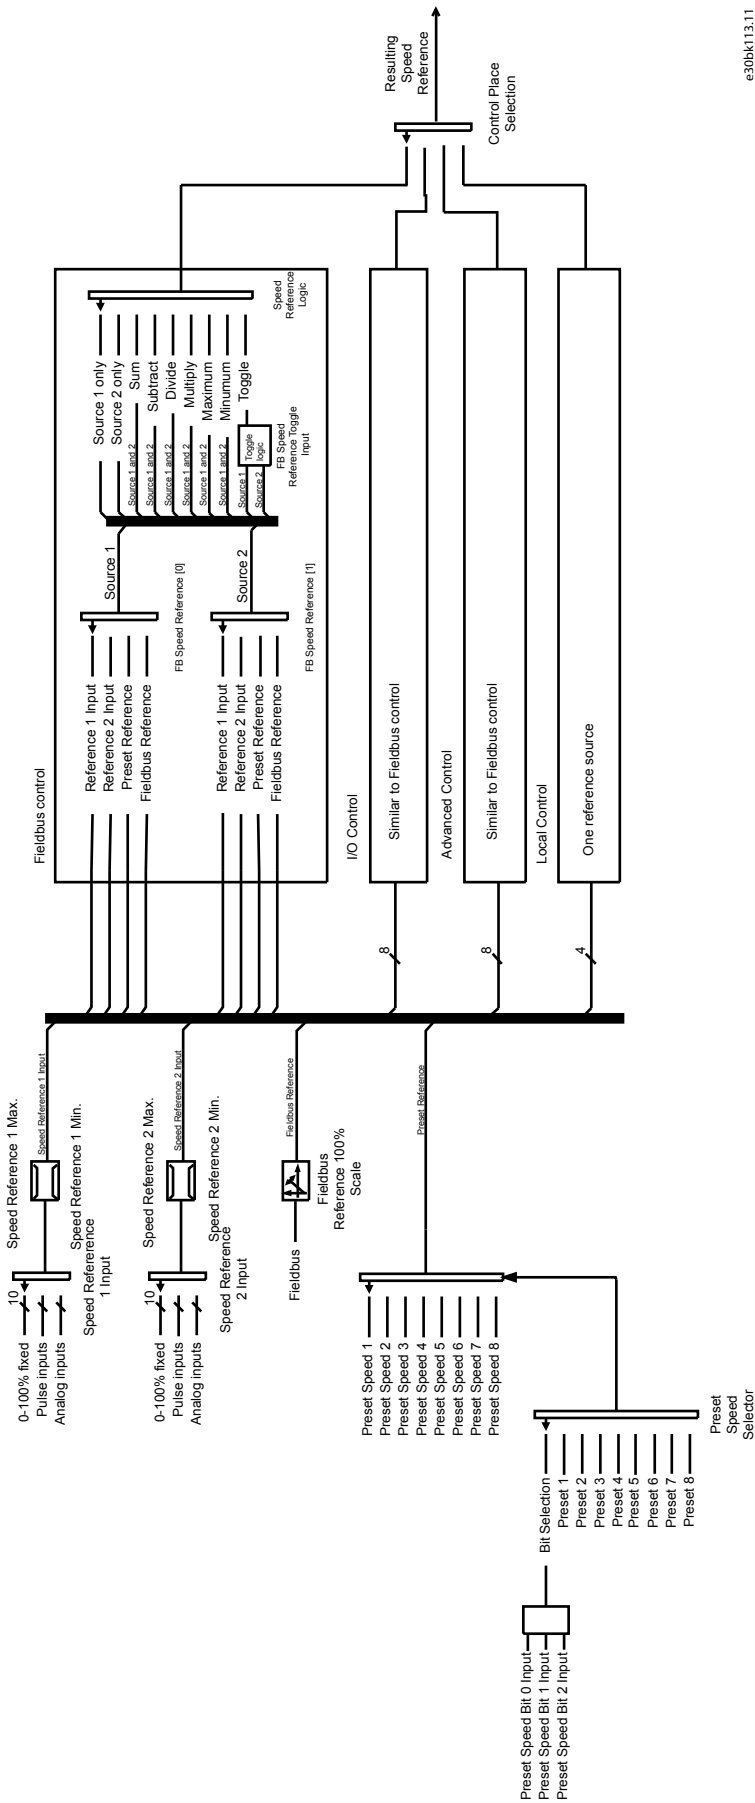 e30bk113.11
0-100% fixed
Pulse inputs
Analog inputs
10
Speed Refererence
1 Input
Speed Reference 1 Max.
Speed Reference 1 Min.
Speed Reference 1 Input
0-100% fixed
Pulse inputs
Analog inputs
10
Speed Reference
2 Input
Speed Reference 2 Max.
Speed Reference 2 Min.
Speed Reference 2 Input
Fieldbus
Fieldbus
Reference 100%
Scale
Fieldbus Reference
Preset Speed 1
Preset Speed 2
Preset Speed 3
Preset Speed 4
Preset Speed 5
Preset Speed 6
Preset Speed 7
Preset Speed 8
Preset Reference
Preset Speed Bit 0 Input
Preset Speed Bit 1 Input
Preset Speed Bit 2 Input
Bit Selection
Preset 1
Preset 2
Preset 3
Preset 4
Preset 5
Preset 6
Preset 7
Preset 8
Preset
Speed
Selector
Fieldbus control
Reference 1 Input
Reference 2 Input
Preset Reference
Fieldbus Reference
FB Speed Reference [0]
Source 1
Reference 1 Input
Reference 2 Input
Preset Reference
Fieldbus Reference
FB Speed Reference [1]
Source 2
Source 1 only
Source 2 only
Source 1 and 2
Sum
Source 1 and 2
Subtract
Source 1 and 2
Divide
Source 1 and 2
Multiply
Source 1 and 2
Maximum
Source 1 and 2
Minumum
Source 1
Source 2
Toggle
logic
Toggle
FB Speed
Reference Toggle
Input
Speed
Reference
Logic
I/O Control
8
Similar to Fieldbus control
Advanced Control
8
Similar to Fieldbus control
Local Control
4
One reference source
Resulting
Speed
Reference
Control Place
Selection